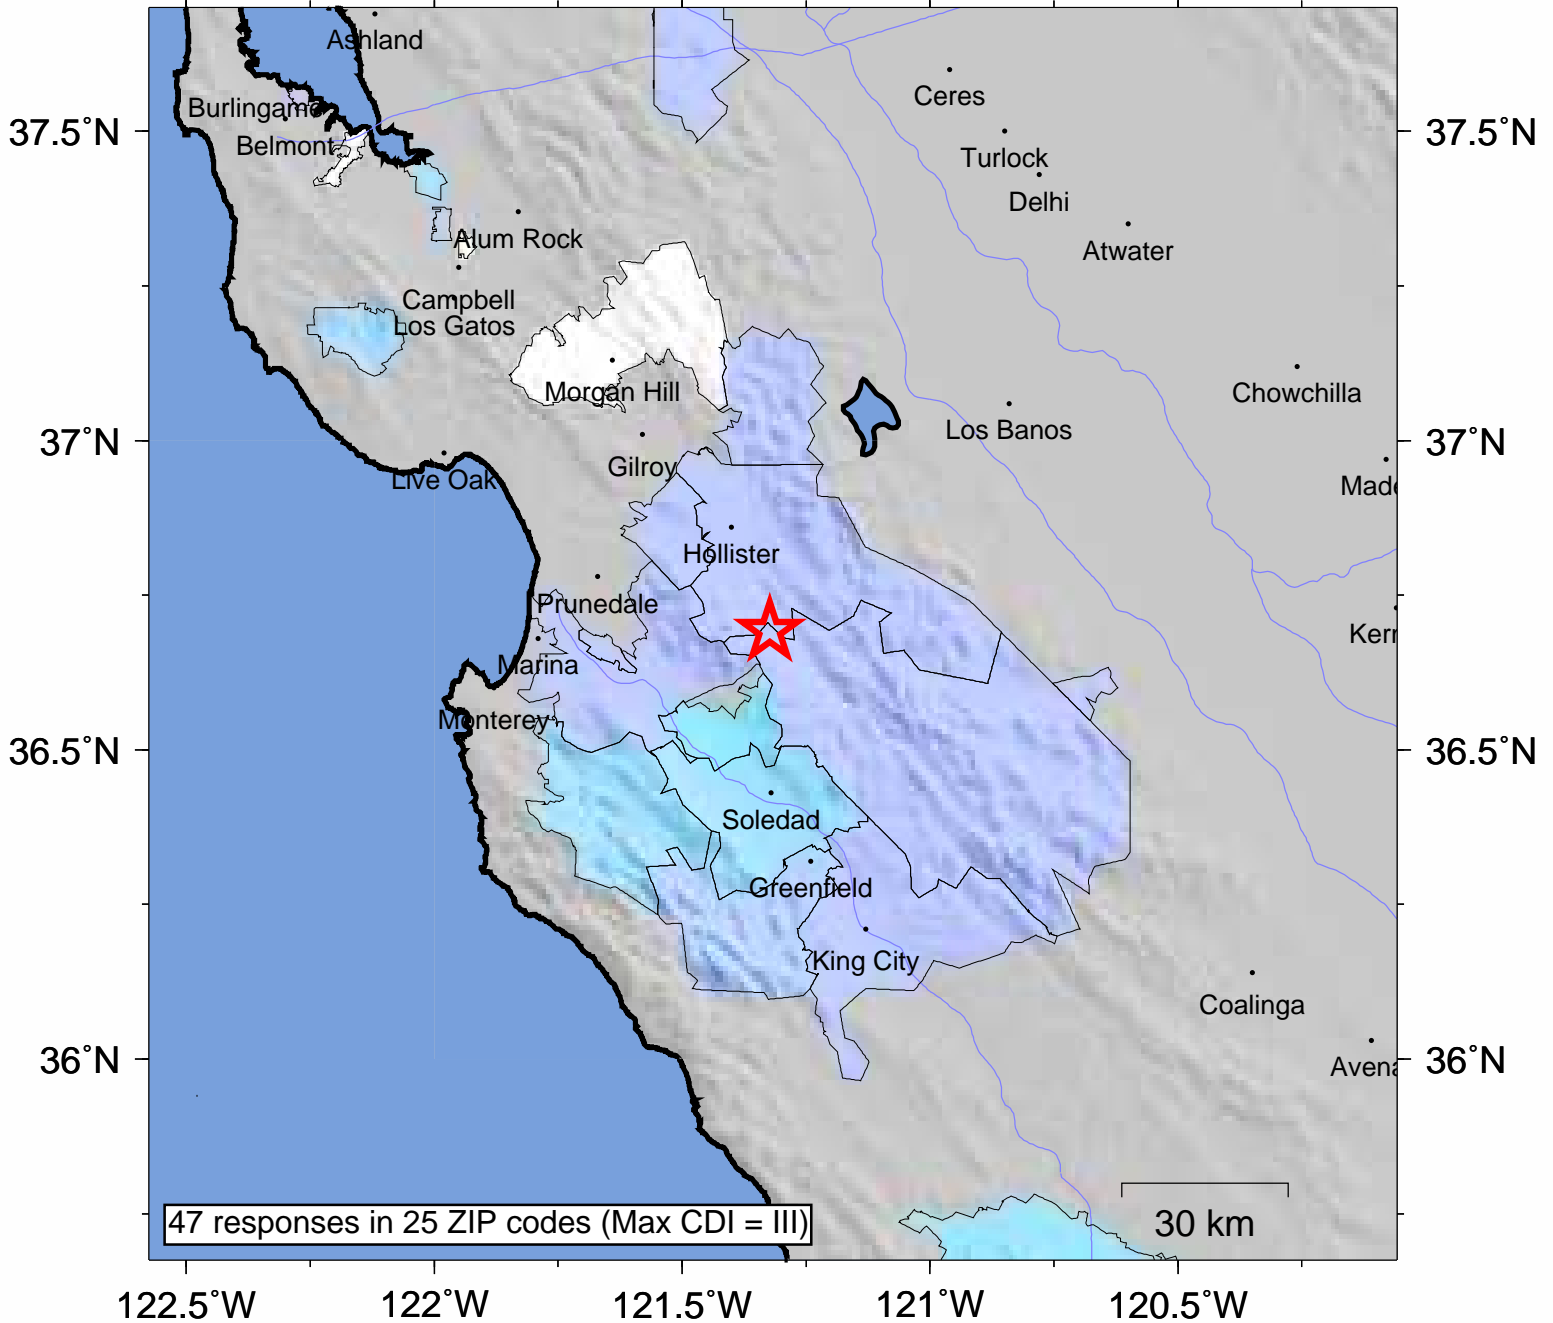 Ashland
Ceres
Burlingame
37.5˚N
37.5˚N
Belmont
Turlock
Delhi
Alum Rock
Atwater
Campbell
Los Gatos
Morgan Hill
Chowchilla
Los Banos
37˚N
37˚N
Gilroy
Live Oak
Made
Hollister
Prunedale
Kerr
Marina
Monterey
36.5˚N
36.5˚N
Soledad
Greenfield
King City
Coalinga
36˚N
36˚N
Avena
47 responses in 25 ZIP codes (Max CDI = III)
30 km
122.5˚W
122˚W
121.5˚W
121˚W
120.5˚W